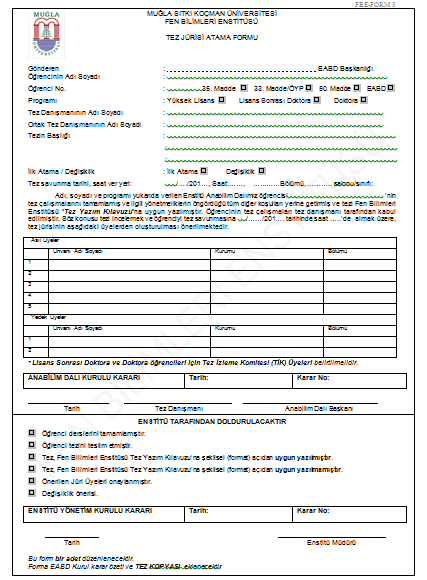 FBE-FORM 5
MUĞLA
1992
MUĞLA SITKI KOÇMAN ÜNİVERSİTESİ
FEN BİLİMLERİ ENSTİTÜSÜ
TEZ JÜRİSİ ATAMA FORMU
Gönderen : EABD Başkanlığı
Öğrencinin Adı Soyadı :
Öğrenci No. : 35. Madde 33. Madde/ÖYP 50. Madde EABD
Programı : Yüksek Lisans Lisans Sonrası Doktora Doktora
Tez Danışmanının Adı Soyadı :
Ortak Tez Danışmanının Adı Soyadı :
Tezin Başlığı :
İlk Atama / Değişiklik : İlk Atama Değişiklik
Tez savunma tarihi, saat ve yer yeri: …/…/201…, Saat:……, …………Bölümü, ……….. salonu/sınıfı:
Adı, soyadı ve programı yukarıda verilen Enstitü Anabilim Dalımız öğrencisi 'nin
tez çalışmalarını tamamlamış ve ilgili yönetmeliklerin öngördüğü tüm diğer koşulları yerine getirmiş ve tezi Fen Bilimleri
Enstitüsü 'Tez Yazım Kılavuzu'na uygun yazılmıştır. Öğrencinin tez çalışmaları tez danışmanı tarafından kabul
edilmiştir. Söz konusu tezi incelemek ve öğrenciyi tez savunmasına …/……/201… tarihinde saat …..'de almak üzere,
tez jürisinin aşağıdaki üyelerden oluşturulması önerilmektedir.
Asıl Üyeler
Unvanı Adı Soyadı Kurumu Bölümü
1
2
3
4
5
Yedek Üyeler
Unvanı Adı Soyadı Kurumu Bölümü
1
2
* Lisans Sonrası Doktora ve Doktora öğrencileri için Tez İzleme Komitesi (TİK) Üyeleri belirtilmelidir.
ANABİLİM DALI KURULU KARARI Tarih: Karar No:
Tarih Tez Danışmanı Anabilim Dalı Başkanı
ENSTİTÜ TARAFINDAN DOLDURULACAKTIR
Öğrenci derslerini tamamlamıştır.
Öğrenci tezini teslim etmiştir.
Tez, Fen Bilimleri Enstitüsü Tez Yazım Kılavuzu'na şekilsel (format) açıdan uygun yazılmıştır.
Tez, Fen Bilimleri Enstitüsü Tez Yazım Kılavuzu'na şekilsel (format) açıdan uygun yazılmamıştır.
Önerilen Jüri Üyeleri onaylanmıştır.
Değişiklik önerisi.
ENSTİTÜ YÖNETİM KURULU KARARI Tarih: Karar No:
Tarih Enstitü Müdürü
Bu form bir adet düzenlenecektir.
Forma EABD Kurul karar özeti ve TEZ KOPYASI eklenecektir